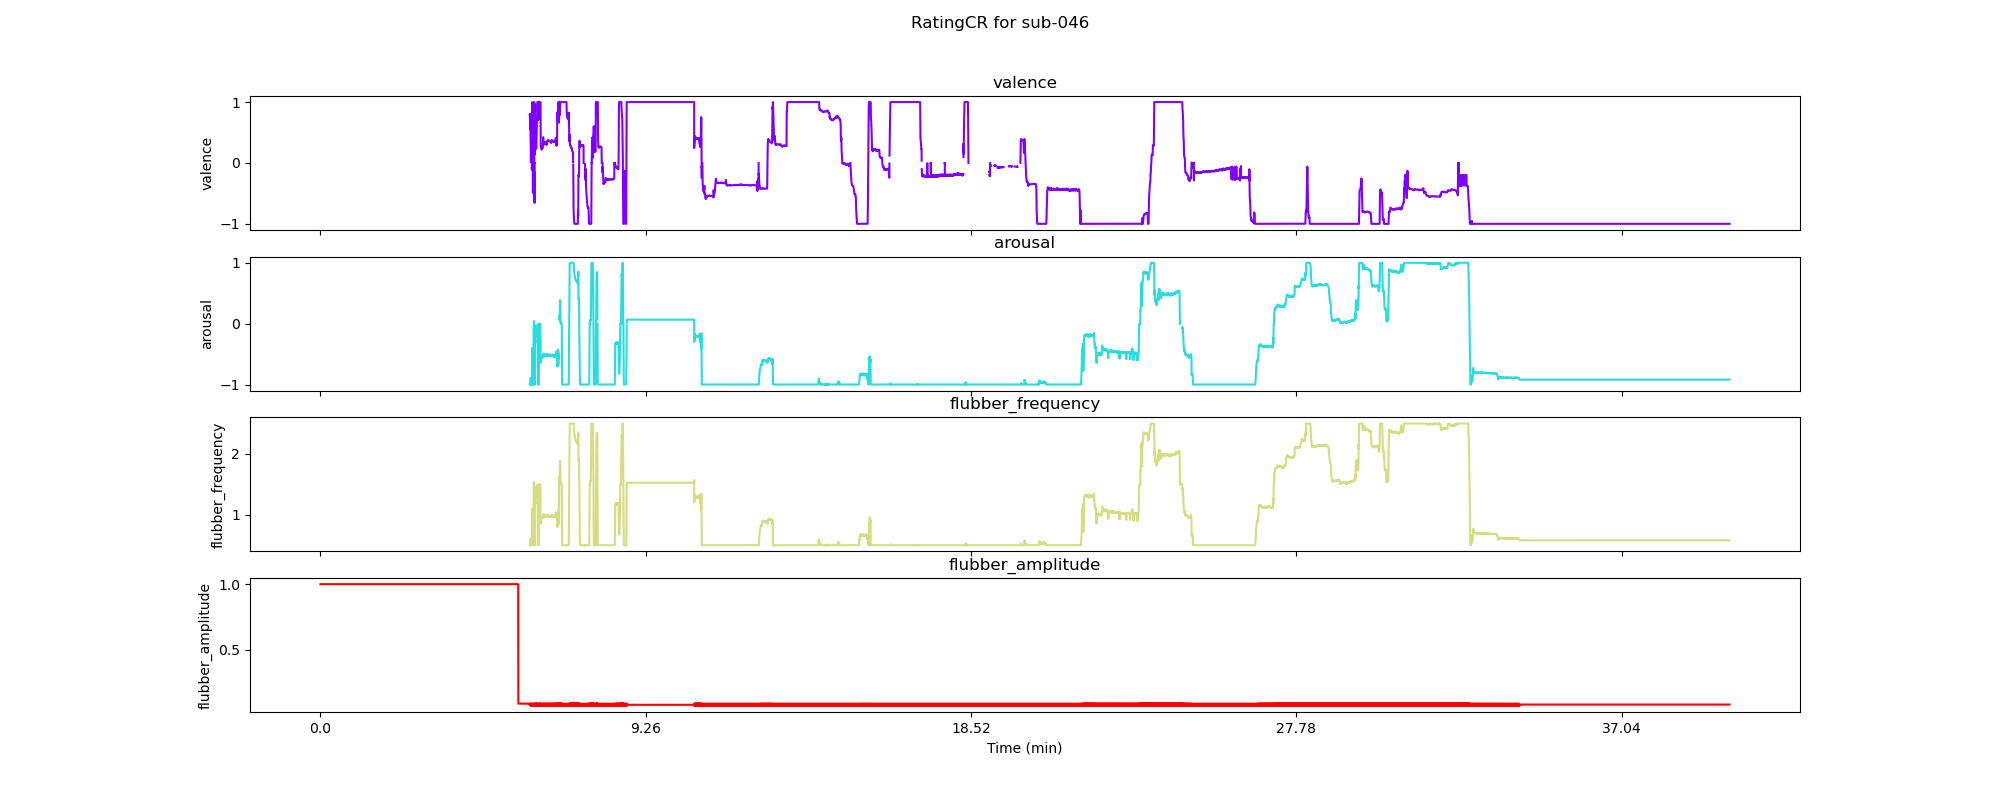 RatingCR for sub-046
valence
valence
1
0
−1
arousal
arousal
1
0
−1
flubber_frequency
flubber_frequency
2
1
flubber_amplitude
flubber_amplitude
1.0
0.5
0.0 9.26 18.52 27.78 37.04
Time (min)